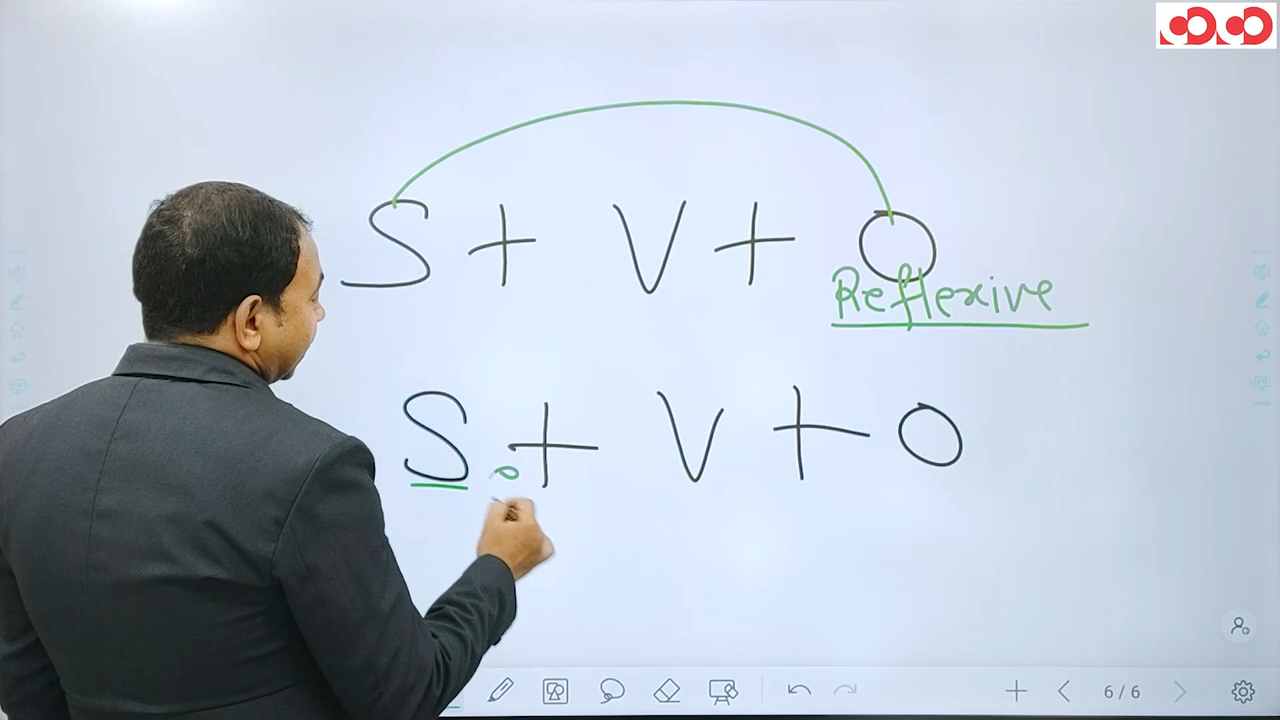 S + V + O
Reflexive
S + V + O
6/6